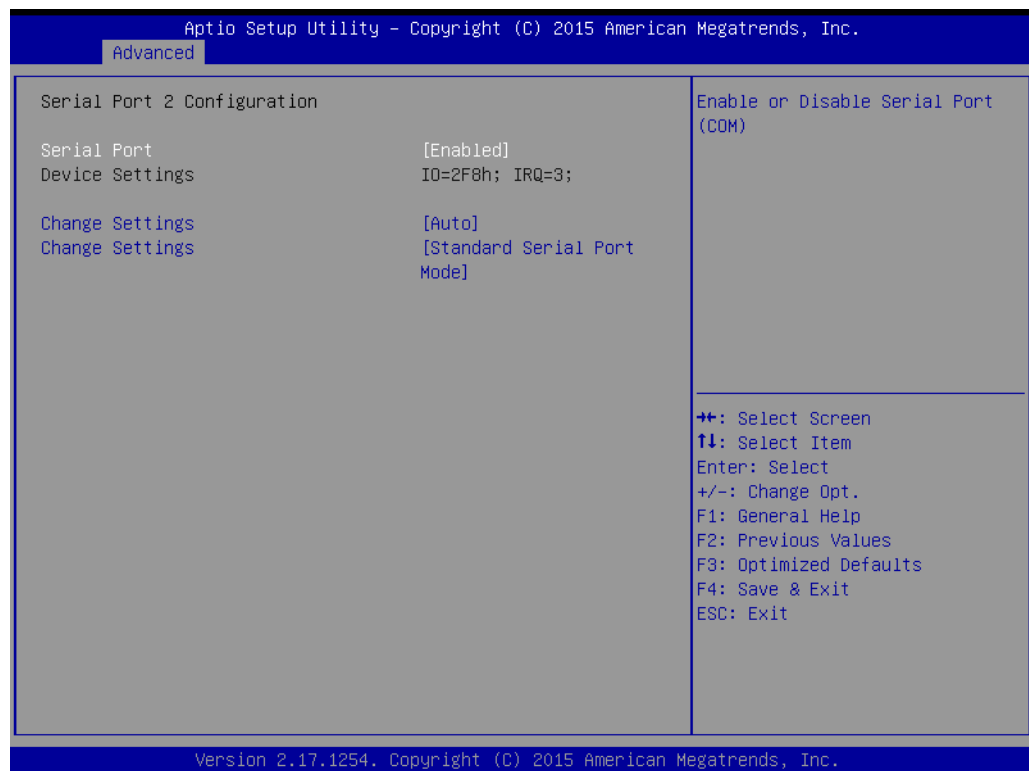 Aptio Setup Utility – Copyright (C) 2015 American Megatrends, Inc.
Advanced
Serial Port 2 Configuration
Serial Port [Enabled]
Device Settings IO=2F8h; IRQ=3;
Change Settings [Auto]
Change Settings [Standard Serial Port
Mode]
Enable or Disable Serial Port
(COM)
→←: Select Screen
↑↓: Select Item
Enter: Select
+/-: Change Opt.
F1: General Help
F2: Previous Values
F3: Optimized Defaults
F4: Save & Exit
ESC: Exit
Version 2.17.1254. Copyright (C) 2015 American Megatrends, Inc.